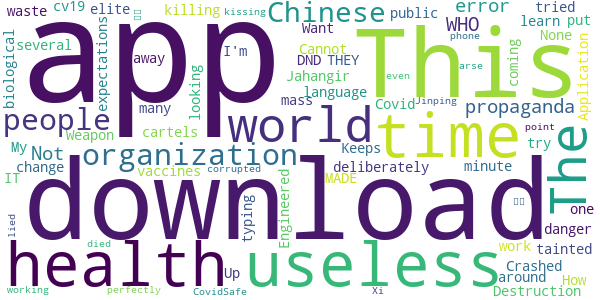 waste cv19 elite killing kissing Chinese public error tried
several WHO learn put
biological expectations app away I'm Want This None Application
looking DND THEY Cannot coming
many Jahangir mass Covid phone arse even
people Weapon language Jinping propaganda
world time The
My Not cartels Keeps point try
organization deliberately minute
IT change vaccines corrupted MADE one
download typing Engineered danger
lied died health Up useless work tainted
Crashed around How
working perfectly CovidSafe Xi Destruction